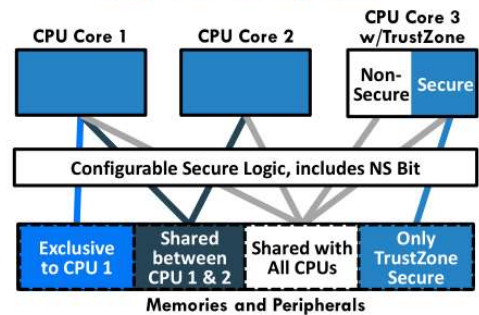 CPU Core 1
CPU Core 2
CPU Core 3
w/TrustZone
Non-
Secure
Secure
Configurable Secure Logic, includes NS Bit
Exclusive
to CPU 1
Shared
between
CPU 1 & 2
Shared with
All CPUs
Only
TrustZone
Secure
Memories and Peripherals